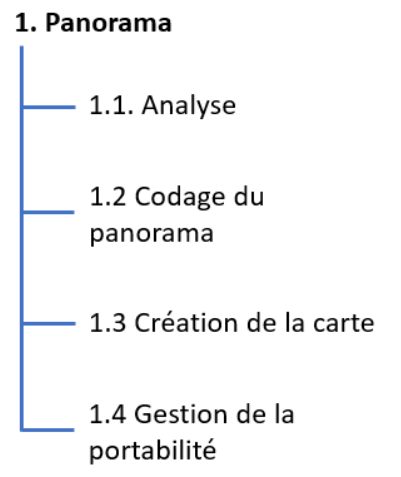 1. Panorama
1.1. Analyse
1.2 Codage du
panorama
1.3 Création de la carte
1.4 Gestion de la
portabilité